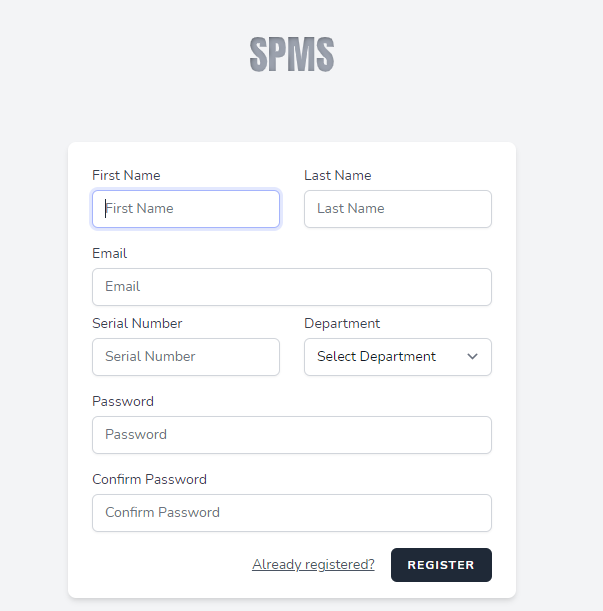 SPMS
First Name Last Name
First Name Last Name
Email
Email
Serial Number Department
Serial Number Select Department
Password
Password
Confirm Password
Confirm Password
Already registered? REGISTER